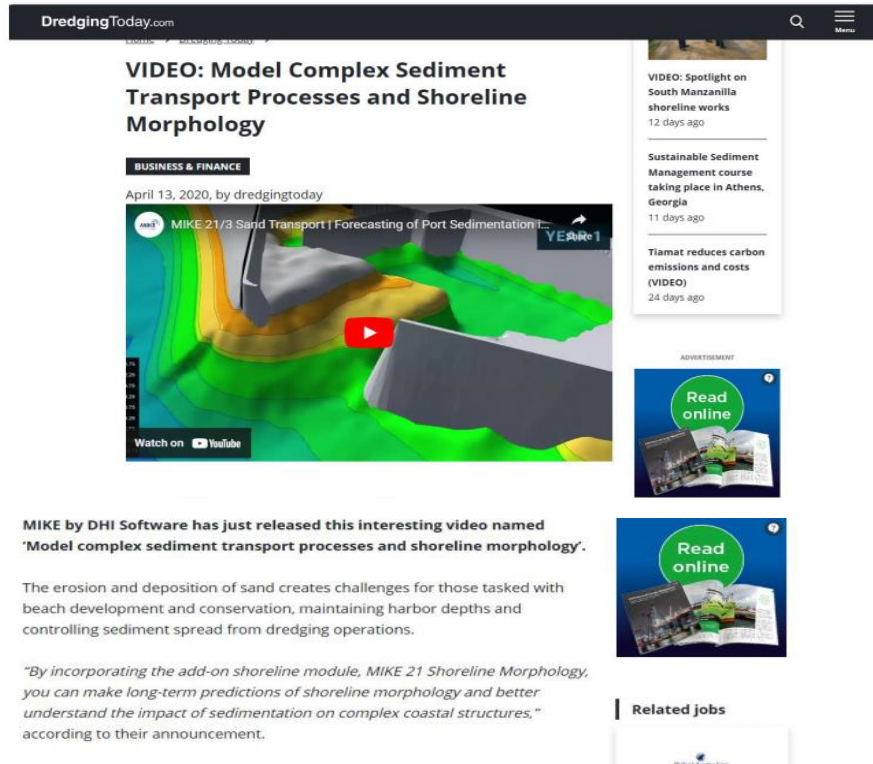 DredgingToday.com
Menu
Home > Dredging Today >
VIDEO: Model Complex Sediment
Transport Processes and Shoreline
Morphology
BUSINESS & FINANCE
April 13, 2020, by dredgingtoday
MIKE 21/3 Sand Transport | Forecasting of Port Sedimentation i...
Share
YEAR 1
Watch on YouTube
MIKE by DHI Software has just released this interesting video named
‘Model complex sediment transport processes and shoreline morphology’.
The erosion and deposition of sand creates challenges for those tasked with
beach development and conservation, maintaining harbor depths and
controlling sediment spread from dredging operations.
“By incorporating the add-on shoreline module, MIKE 21 Shoreline Morphology,
you can make long-term predictions of shoreline morphology and better
understand the impact of sedimentation on complex coastal structures,”
according to their announcement.
VIDEO: Spotlight on
South Manzanilla
shoreline works
12 days ago
Sustainable Sediment
Management course
taking place in Athens,
Georgia
11 days ago
Tiamat reduces carbon
emissions and costs
(VIDEO)
24 days ago
ADVERTISEMENT
Read
online
Read
online
Related jobs